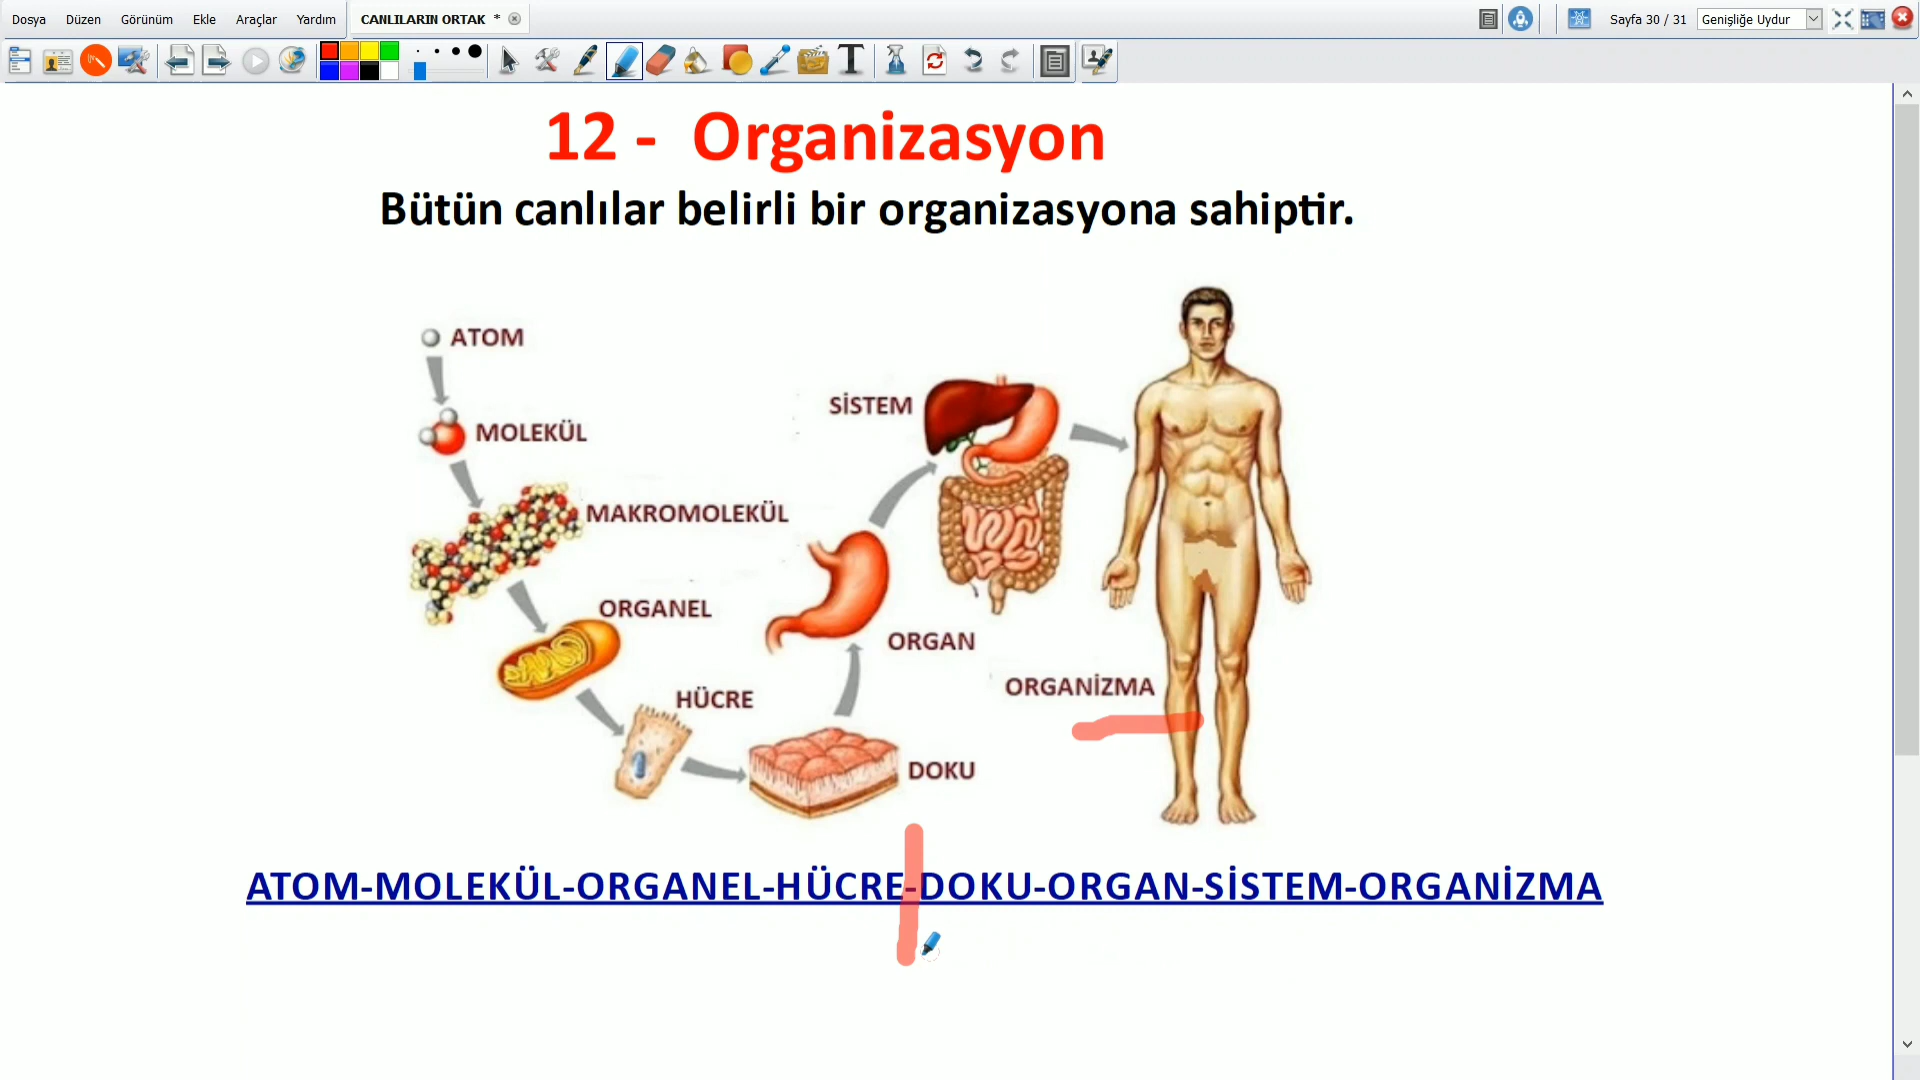 Dosya Düzen Görünüm Ekle Araçlar Yardım CANLILARIN ORTAK * Sayfa 30 / 31 Genişliğe Uydur
12 - Organizasyon
Bütün canlılar belirli bir organizasyona sahiptir.
ATOM
MOLEKÜL
MAKROMOLEKÜL
ORGANEL
HÜCRE
DOKU
ORGAN
SİSTEM
ORGANİZMA
ATOM-MOLEKÜL-ORGANEL-HÜCRE-DOKU-ORGAN-SİSTEM-ORGANİZMA